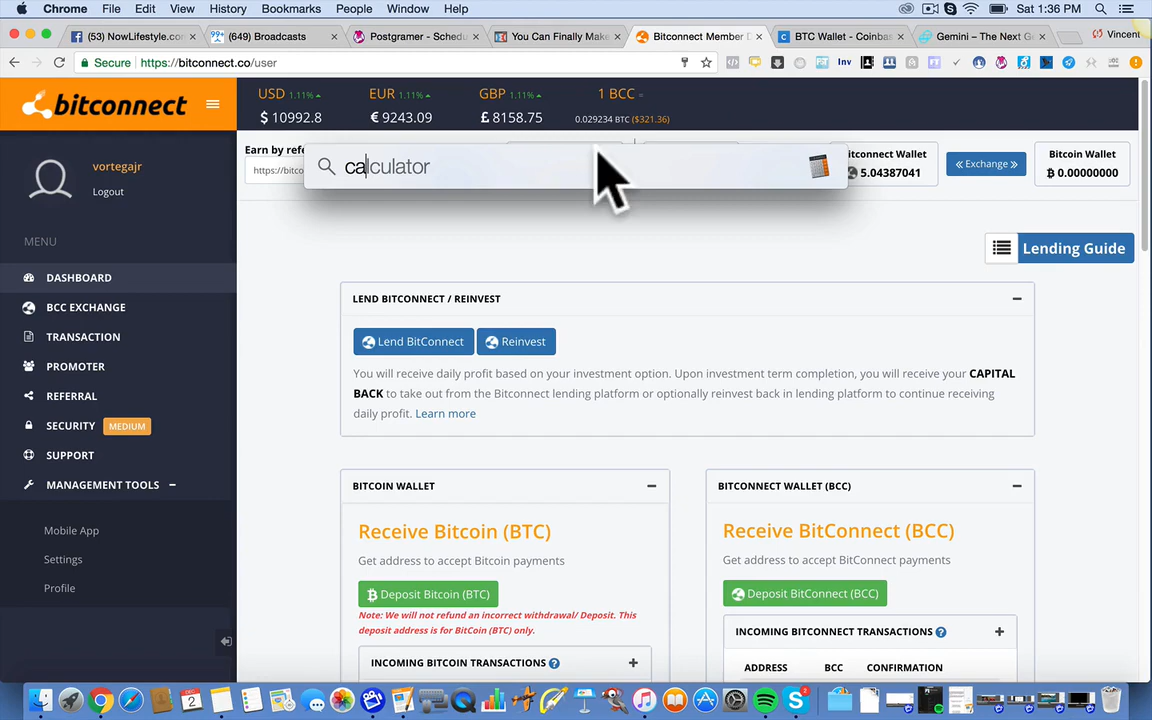 Chrome File Edit View History Bookmarks People Window Help
Sat 1:36 PM
(53) NowLifestyle.co
99+ (649) Broadcasts
Postgramer - Schedu
You Can Finally Make
Bitconnect Member D
BTC Wallet - Coinbas
Gemini – The Next Ge
Vincent
Secure https://bitconnect.co/user
Inv
bitconnect
USD 1.11% EUR 1.11% GBP 1.11% 1 BCC =
$ 10992.8 € 9243.09 £ 8158.75 0.029234 BTC ($321.36)
vortegajr
Logout
Earn by refe
https://bitco
calculator
itconnect Wallet
5.04387041
« Exchange »
Bitcoin Wallet
₿ 0.00000000
MENU
DASHBOARD
BCC EXCHANGE
TRANSACTION
PROMOTER
REFERRAL
SECURITY MEDIUM
SUPPORT
MANAGEMENT TOOLS –
Mobile App
Settings
Profile
Lending Guide
LEND BITCONNECT / REINVEST
Lend BitConnect Reinvest
You will receive daily profit based on your investment option. Upon investment term completion, you will receive your CAPITAL
BACK to take out from the Bitconnect lending platform or optionally reinvest back in lending platform to continue receiving
daily profit. Learn more
BITCOIN WALLET
Receive Bitcoin (BTC)
Get address to accept Bitcoin payments
Deposit Bitcoin (BTC)
Note: We will not refund an incorrect withdrawal/ Deposit. This
deposit address is for BitCoin (BTC) only.
INCOMING BITCOIN TRANSACTIONS ? +
BITCONNECT WALLET (BCC)
Receive BitConnect (BCC)
Get address to accept BitConnect payments
Deposit BitConnect (BCC)
INCOMING BITCONNECT TRANSACTIONS ? +
ADDRESS BCC CONFIRMATION
DEC 2
2